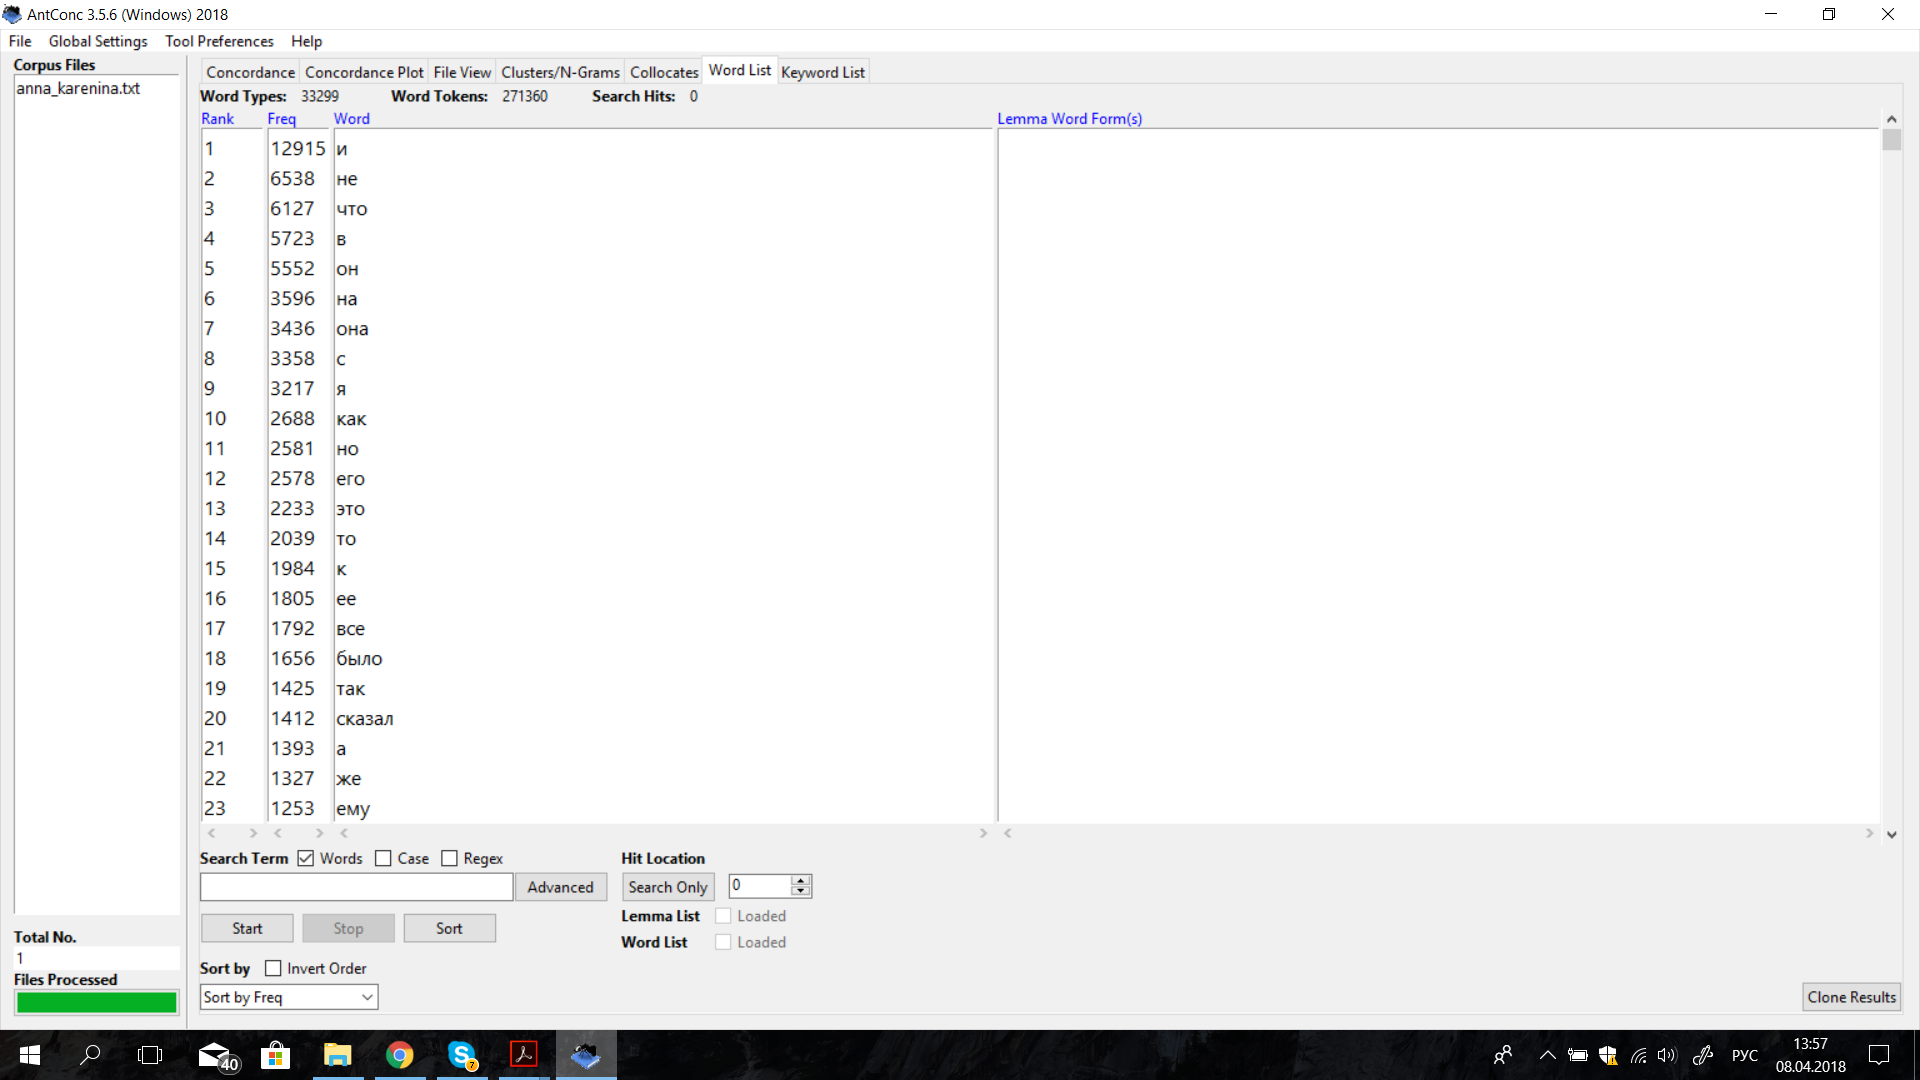 AntConc 3.5.6 (Windows) 2018
File Global Settings Tool Preferences Help
Corpus Files
anna_karenina.txt
Concordance Concordance Plot File View Clusters/N-Grams Collocates Word List Keyword List
Word Types: 33299 Word Tokens: 271360 Search Hits: 0
Rank Freq Word Lemma Word Form(s)
1 12915 и
2 6538 не
3 6127 что
4 5723 в
5 5552 он
6 3596 на
7 3436 она
8 3358 с
9 3217 я
10 2688 как
11 2581 но
12 2578 его
13 2233 это
14 2039 то
15 1984 к
16 1805 ее
17 1792 все
18 1656 было
19 1425 так
20 1412 сказал
21 1393 а
22 1327 же
23 1253 ему
Search Term Words Case Regex Hit Location
Advanced Search Only 0
Lemma List Loaded
Start Stop Sort
Word List Loaded
Total No.
1
Files Processed
Sort by Invert Order
Sort by Freq
Clone Results
40 7 РУС 13:57
08.04.2018